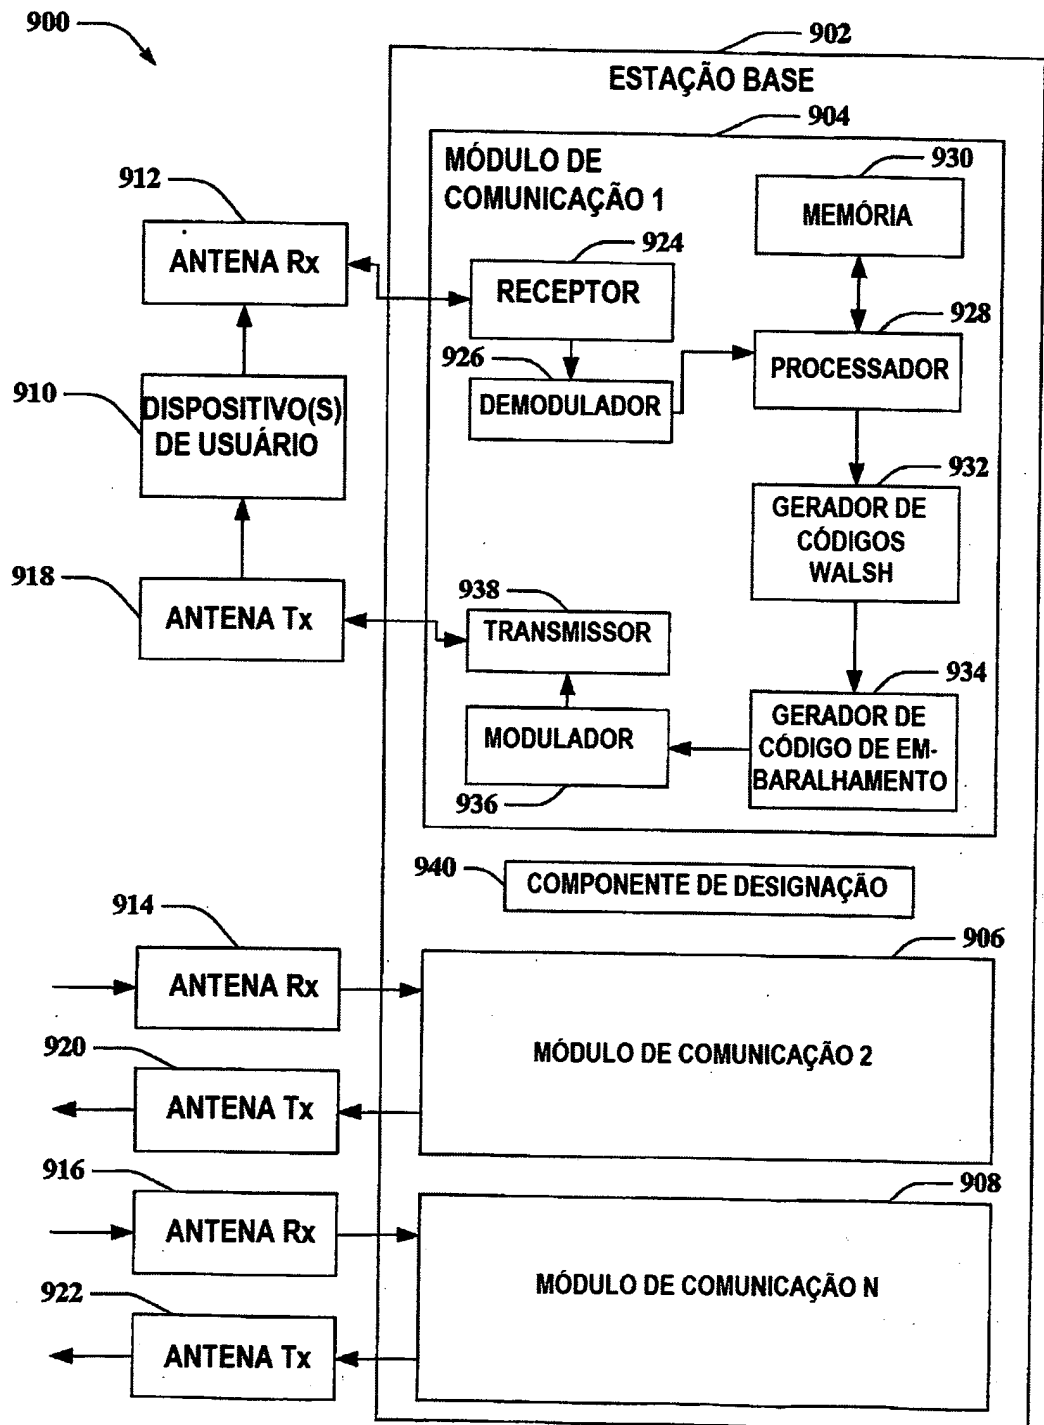 900
902
ESTAÇÃO BASE
904
MÓDULO DE
COMUNICAÇÃO 1
930
MEMÓRIA
912
ANTENA Rx
924
RECEPTOR
928
PROCESSADOR
926
DEMODULADOR
910
DISPOSITIVO(S)
DE USUÁRIO
932
GERADOR DE
CÓDIGOS
WALSH
918
ANTENA Tx
938
TRANSMISSOR
934
GERADOR DE
CÓDIGO DE EM-
BARALHAMENTO
MODULADOR
936
940
COMPONENTE DE DESIGNAÇÃO
914
ANTENA Rx
906
MÓDULO DE COMUNICAÇÃO 2
920
ANTENA Tx
916
ANTENA Rx
908
MÓDULO DE COMUNICAÇÃO N
922
ANTENA Tx